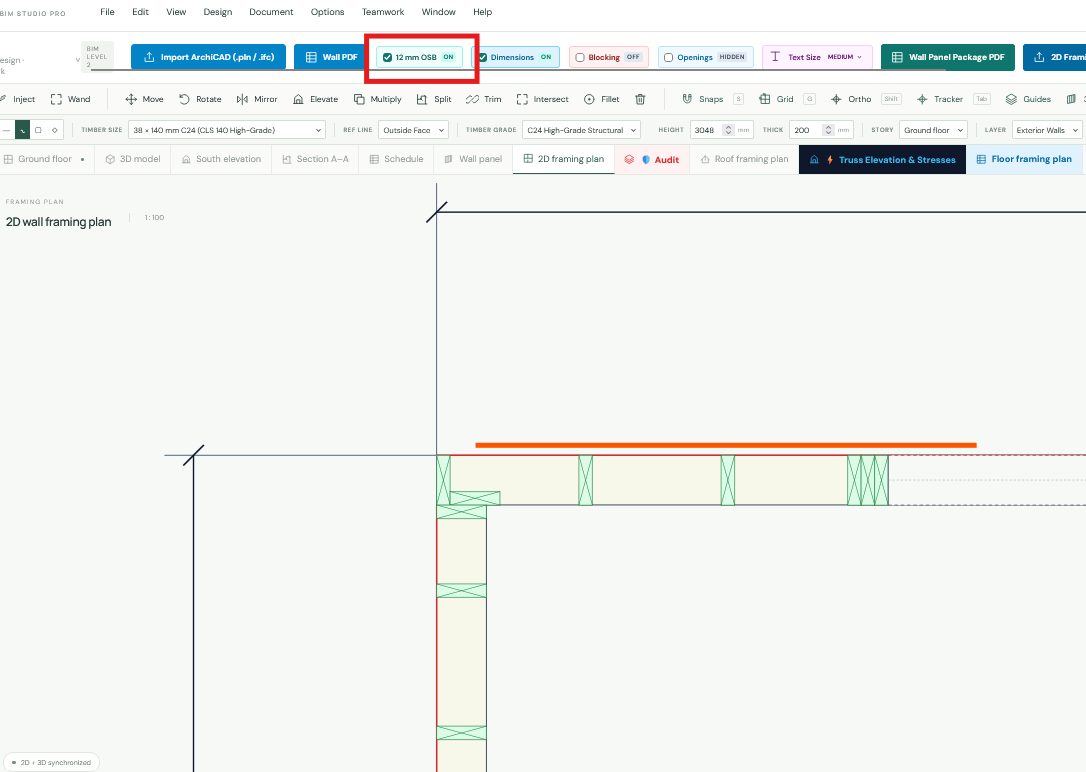 BIM STUDIO PRO
File Edit View Design Document Options Teamwork Window Help
esign ·
k
BIM
LEVEL
2
Import ArchiCAD (.pln / .ifc)
Wall PDF
12 mm OSB ON
Dimensions ON
Blocking OFF
Openings HIDDEN
Text Size MEDIUM
Wall Panel Package PDF
2D Frami
Inject Wand Move Rotate Mirror Elevate Multiply Split Trim Intersect Fillet Snaps S Grid G Ortho Shift Tracker Tab Guides 3
TIMBER SIZE 38 × 140 mm C24 (CLS 140 High-Grade) REF LINE Outside Face TIMBER GRADE C24 High-Grade Structural HEIGHT 3048 mm THICK 200 mm STORY Ground floor LAYER Exterior Walls
Ground floor • 3D model South elevation Section A–A Schedule Wall panel 2D framing plan Audit Roof framing plan Truss Elevation & Stresses Floor framing plan
FRAMING PLAN
2D wall framing plan 1:100
2D + 3D synchronized